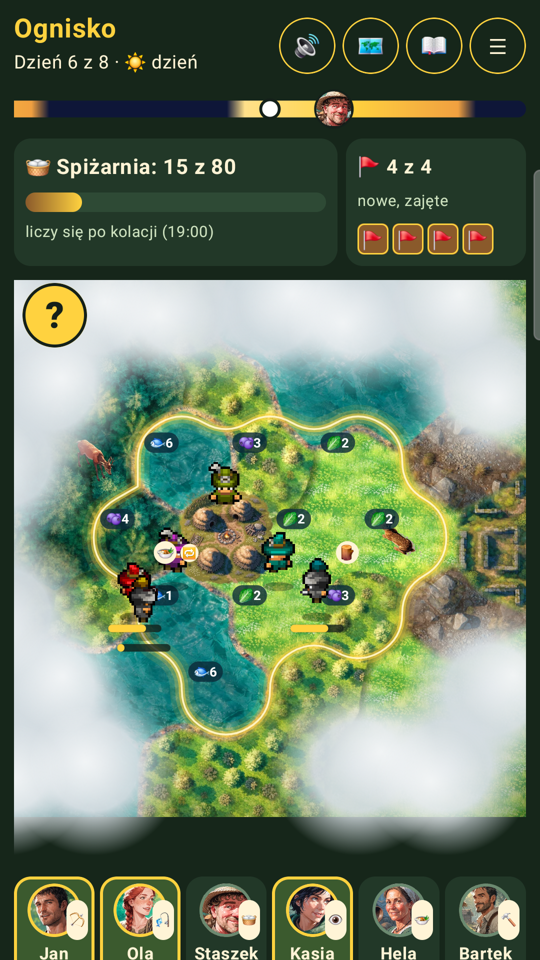 Ognisko
Dzień 6 z 8 · dzień
Spiżarnia: 15 z 80
liczy się po kolacji (19:00)
4 z 4
nowe, zajęte
?
6
3
2
4
2
2
1
2
3
6
Jan
Ola
Staszek
Kasia
Hela
Bartek